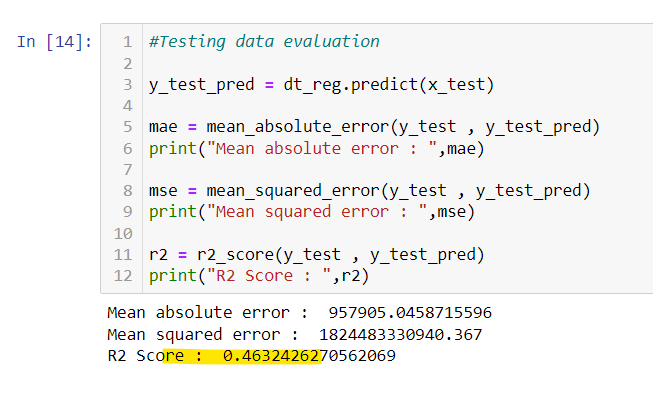 In [14]:
1 #Testing data evaluation
2
3 y_test_pred = dt_reg.predict(x_test)
4
5 mae = mean_absolute_error(y_test , y_test_pred)
6 print("Mean absolute error : ",mae)
7
8 mse = mean_squared_error(y_test , y_test_pred)
9 print("Mean squared error : ",mse)
10
11 r2 = r2_score(y_test , y_test_pred)
12 print("R2 Score : ",r2)
Mean absolute error :  957905.0458715596
Mean squared error :  1824483330940.367
R2 Score :  0.4632426270562069